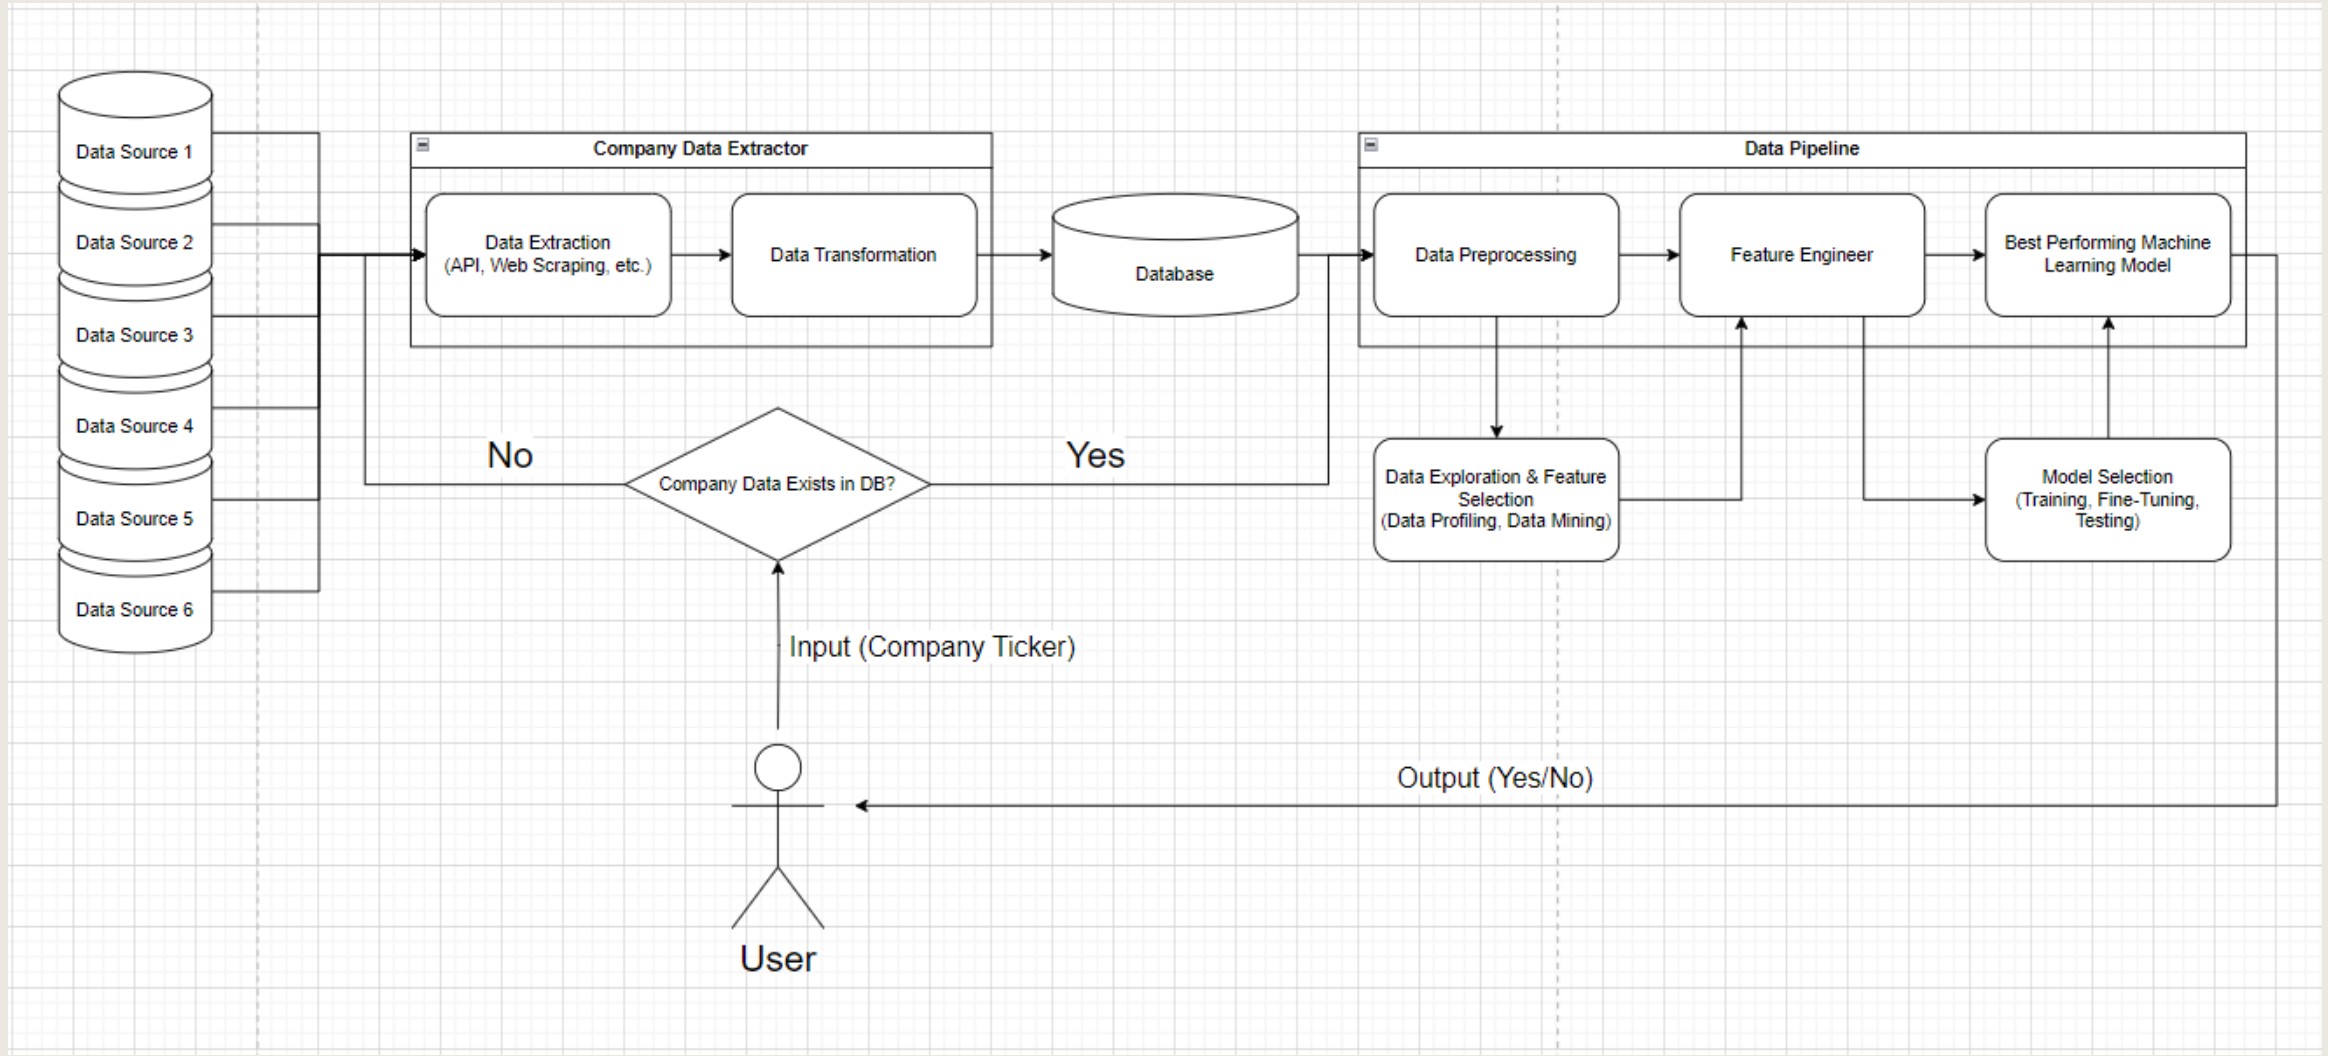 Data Source 1
Data Source 2
Data Source 3
Data Source 4
Data Source 5
Data Source 6
Company Data Extractor
Data Extraction
(API, Web Scraping, etc.)
Data Transformation
Database
Data Pipeline
Data Preprocessing
Feature Engineer
Best Performing Machine
Learning Model
No
Company Data Exists in DB?
Yes
Data Exploration & Feature
Selection
(Data Profiling, Data Mining)
Model Selection
(Training, Fine-Tuning,
Testing)
Input (Company Ticker)
Output (Yes/No)
User